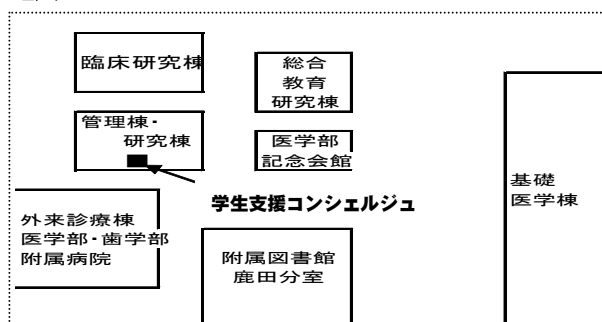 臨床研究棟
総合
教育
研究棟
管理棟・
研究棟
医学部
記念会館
学生支援コンシェルジュ
基礎
医学棟
外来診療棟
医学部・歯学部
附属病院
附属図書館
鹿田分室